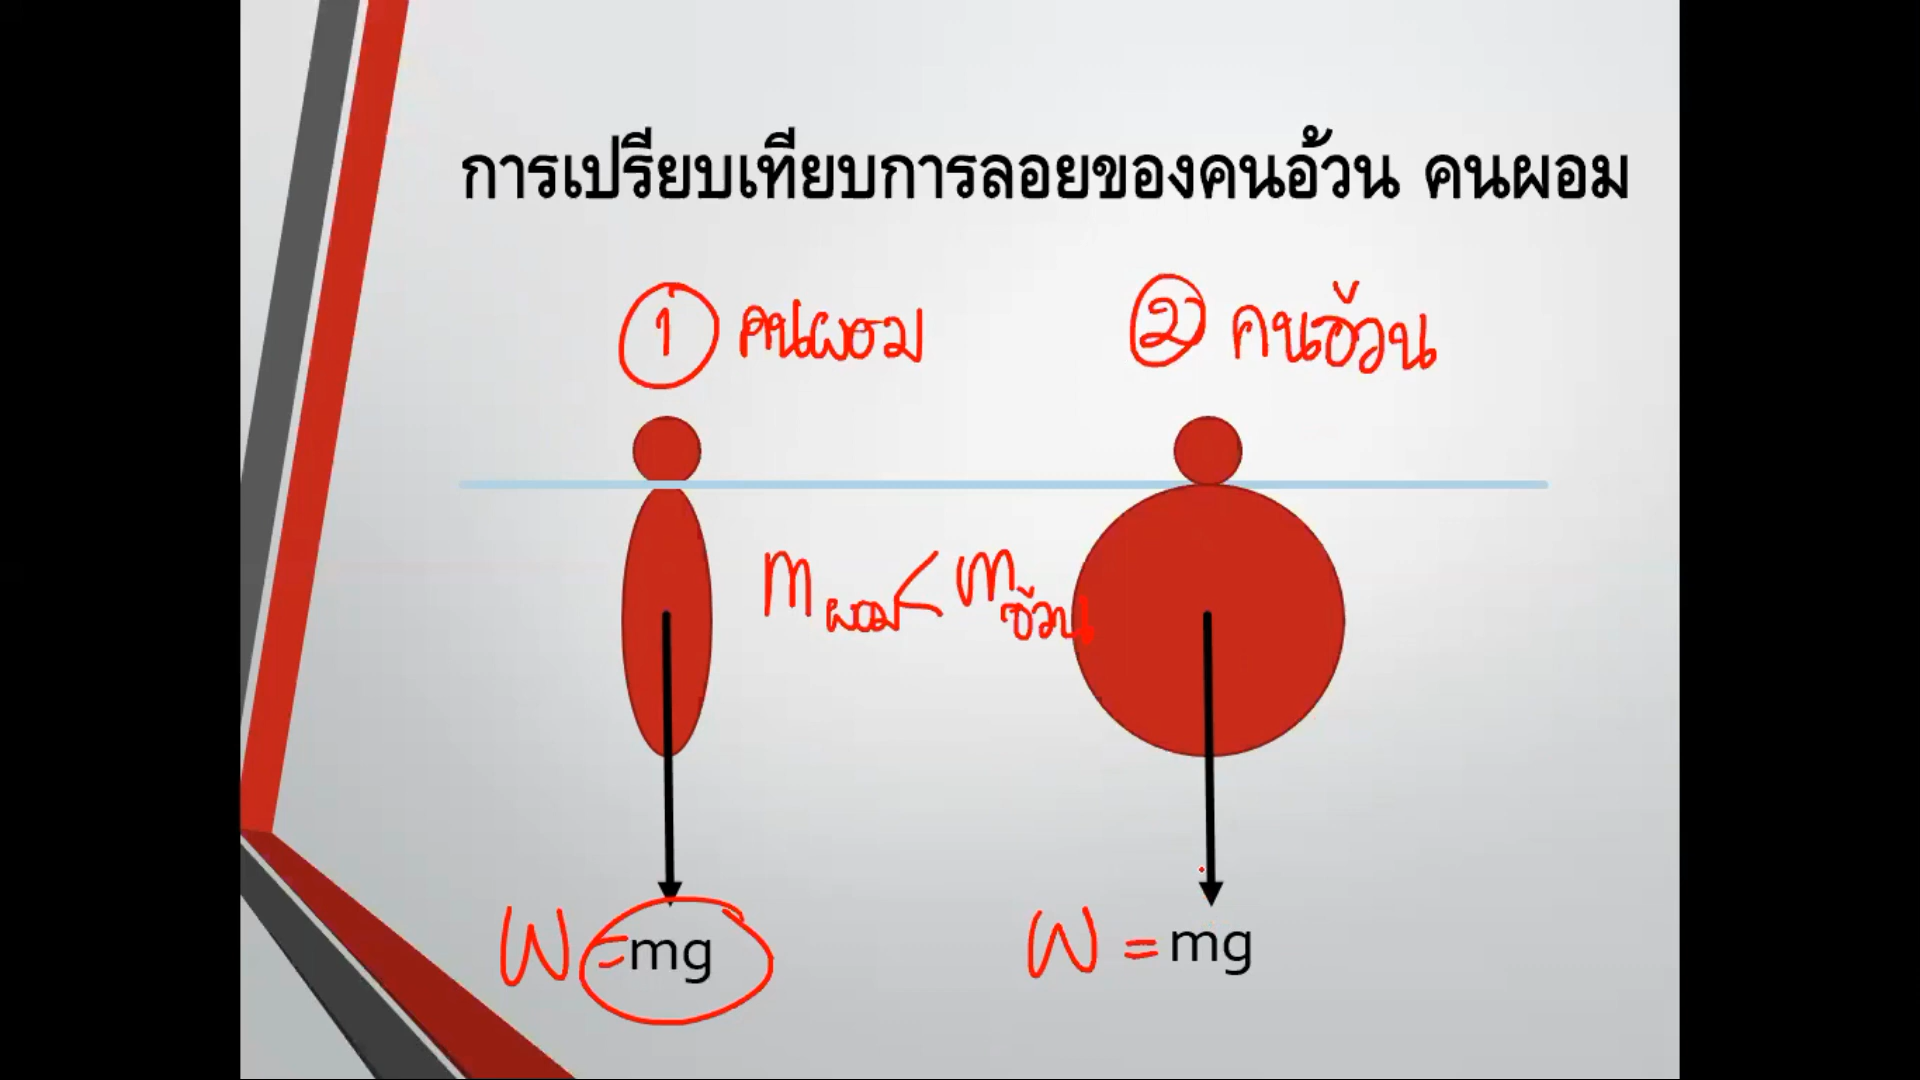 การเปรียบเทียบการลอยของคนอ้วน คนผอม
1 คนผอม
2 คนอ้วน
m ผอม < m อ้วน
W = mg
W = mg